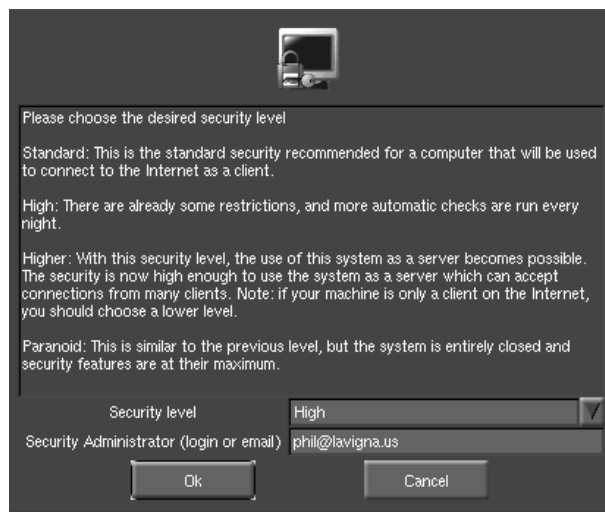 Please choose the desired security level
Standard: This is the standard security recommended for a computer that will be used
to connect to the Internet as a client.
High: There are already some restrictions, and more automatic checks are run every
night.
Higher: With this security level, the use of this system as a server becomes possible.
The security is now high enough to use the system as a server which can accept
connections from many clients. Note: if your machine is only a client on the Internet,
you should choose a lower level.
Paranoid: This is similar to the previous level, but the system is entirely closed and
security features are at their maximum.
Security level High
Security Administrator (login or email) phil@lavigna.us
Ok Cancel